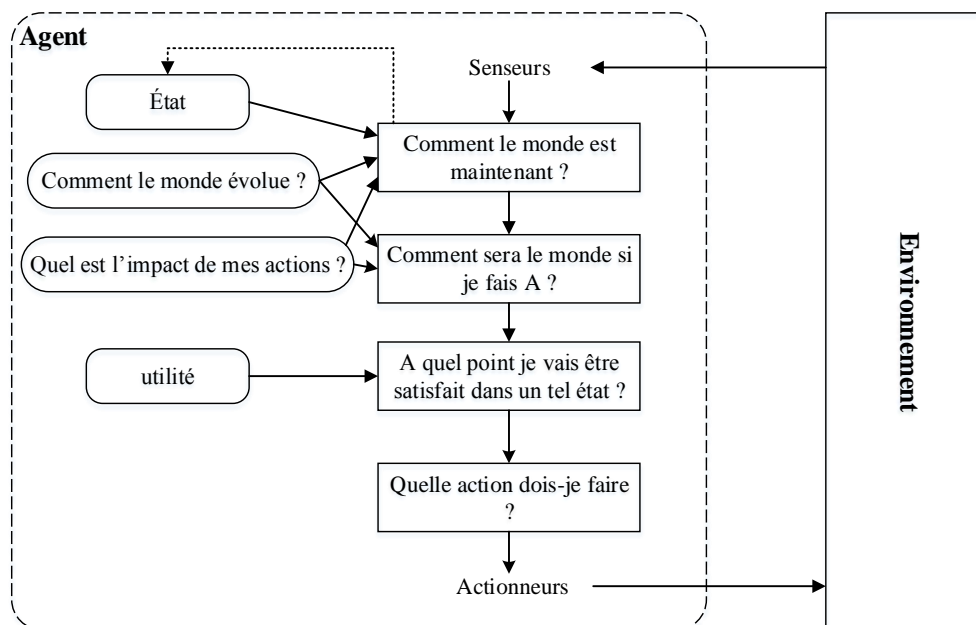 Agent
Senseurs
État
Comment le monde est
maintenant ?
Comment le monde évolue ?
Quel est l’impact de mes actions ?
Comment sera le monde si
je fais A ?
A quel point je vais être
satisfait dans un tel état ?
utilité
Quelle action dois-je faire
?
Actionneurs
Environnement